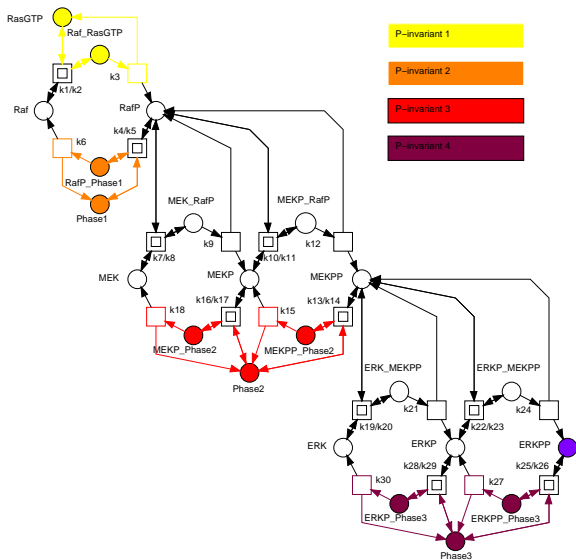 RasGTP
Raf_RasGTP
P-invariant 1
k3
k1/k2
P-invariant 2
Raf
RafP
P-invariant 3
k4/k5
k6
P-invariant 4
RafP_Phase1
Phase1
MEK_RafP
MEKP_RafP
k9
k12
k7/k8
k10/k11
MEK
MEKP
MEKPP
k16/k17
k13/k14
k18
k15
MEKP_Phase2
MEKPP_Phase2
Phase2
ERK_MEKPP
ERKP_MEKPP
k21
k24
k19/k20
k22/k23
ERK
ERKP
ERKPP
k28/k29
k25/k26
k30
k27
ERKP_Phase3
ERKPP_Phase3
Phase3